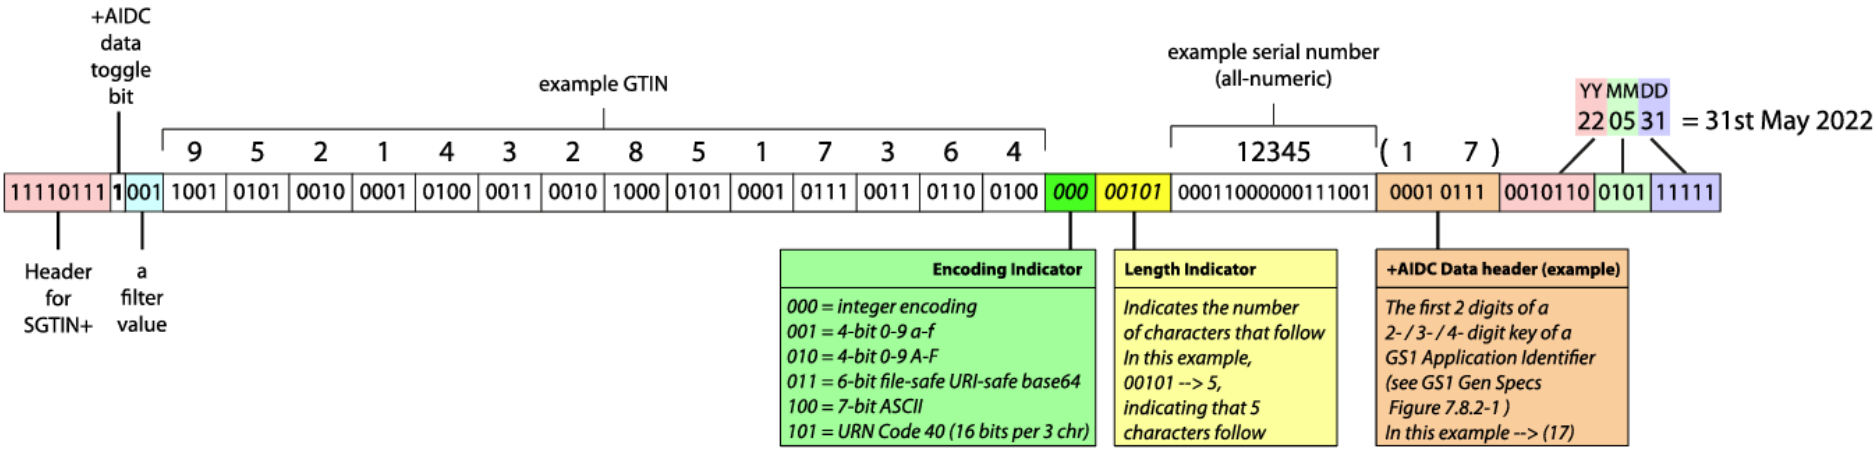 +AIDC
data
toggle
bit
example GTIN
example serial number
(all-numeric)
YY MM DD
22 05 31 = 31st May 2022
9 5 2 1 4 3 2 8 5 1 7 3 6 4 12345 ( 1 7 )
11110111 1 001 1001 0101 0010 0001 0100 0011 0010 1000 0101 0001 0111 0011 0110 0100 000 00101 00011000000111001 0001 0111 0010110 0101 11111
Header
for
SGTIN+
a
filter
value
Encoding Indicator
000 = integer encoding
001 = 4-bit 0-9 a-f
010 = 4-bit 0-9 A-F
011 = 6-bit file-safe URI-safe base64
100 = 7-bit ASCII
101 = URN Code 40 (16 bits per 3 chr)
Length Indicator
Indicates the number
of characters that follow
In this example,
00101 --> 5,
indicating that 5
characters follow
+AIDC Data header (example)
The first 2 digits of a
2- / 3- / 4- digit key of a
GS1 Application Identifier
(see GS1 Gen Specs
Figure 7.8.2-1 )
In this example --> (17)